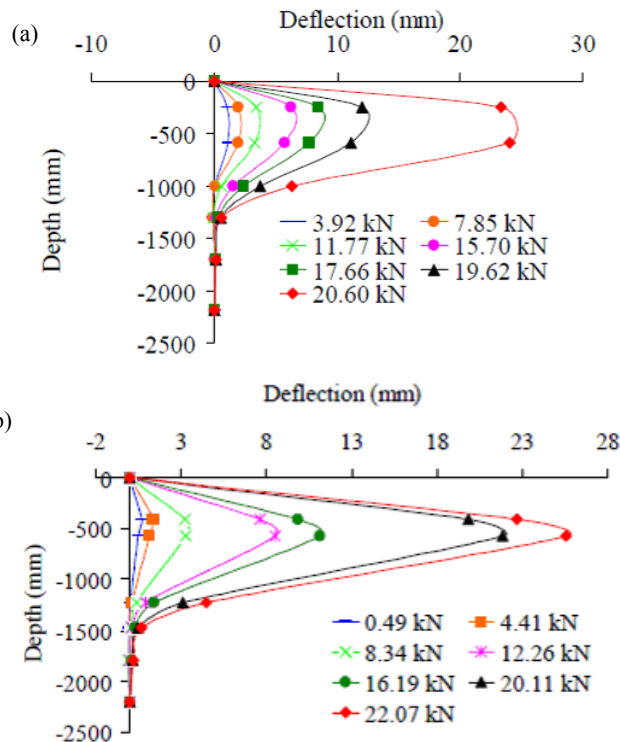 (a)
Deflection (mm)
-10 0 10 20 30
0
-500
-1000
-1500
-2000
-2500
Depth (mm)
3.92 kN 7.85 kN
11.77 kN 15.70 kN
17.66 kN 19.62 kN
20.60 kN
b)
Deflection (mm)
-2 3 8 13 18 23 28
0
-500
-1000
-1500
-2000
-2500
Depth (mm)
0.49 kN 4.41 kN
8.34 kN 12.26 kN
16.19 kN 20.11 kN
22.07 kN